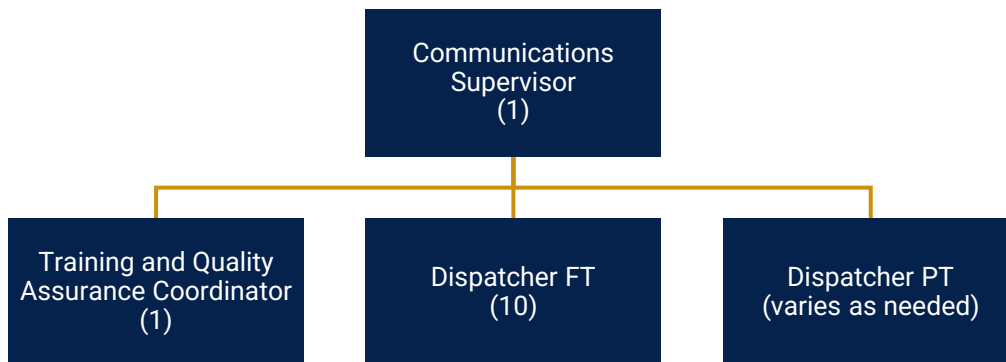 Communications
Supervisor
(1)
Training and Quality
Assurance Coordinator
(1)
Dispatcher FT
(10)
Dispatcher PT
(varies as needed)